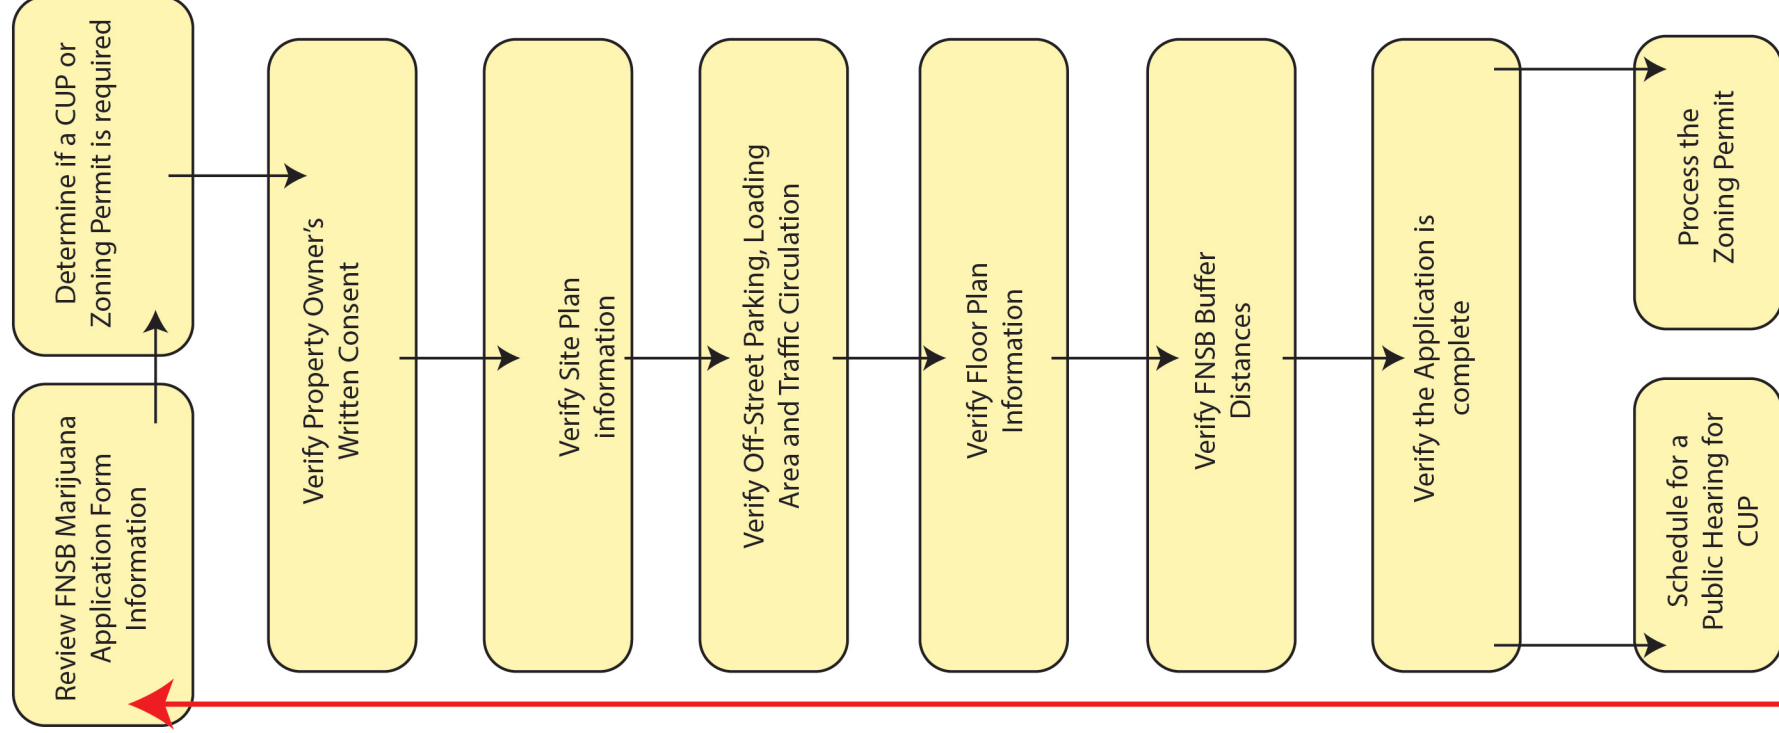 Review FNSB Marijuana
Application Form
Information
Determine if a CUP or
Zoning Permit is required
Verify Property Owner’s
Written Consent
Verify Site Plan
information
Verify Off-Street Parking, Loading
Area and Traffic Circulation
Verify Floor Plan
Information
Verify FNSB Buffer
Distances
Verify the Application is
complete
Schedule for a
Public Hearing for
CUP
Process the
Zoning Permit